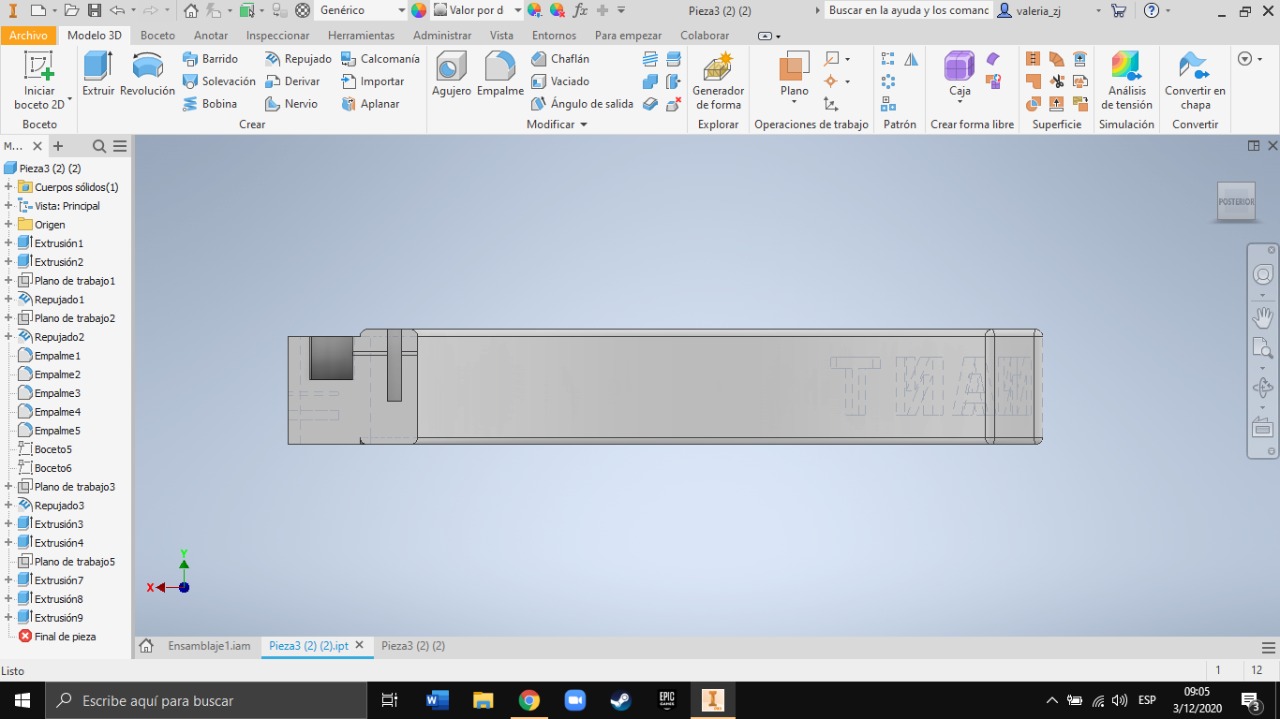 Genérico
Valor por d
Pieza3 (2) (2)
Buscar en la ayuda y los comanc
valeria_zj
Archivo Modelo 3D Boceto Anotar Inspeccionar Herramientas Administrar Vista Entornos Para empezar Colaborar
Iniciar boceto 2D
Boceto
Extruir
Revolución
Barrido
Solevación
Bobina
Repujado
Derivar
Nervio
Calcomanía
Importar
Aplanar
Crear
Agujero
Empalme
Chaflán
Vaciado
Ángulo de salida
Modificar
Generador de forma
Explorar
Plano
Operaciones de trabajo
Patrón
Caja
Crear forma libre
Superficie
Análisis de tensión
Simulación
Convertir en chapa
Convertir
M...
Pieza3 (2) (2)
Cuerpos sólidos(1)
Vista: Principal
Origen
Extrusión1
Extrusión2
Plano de trabajo1
Repujado1
Plano de trabajo2
Repujado2
Empalme1
Empalme2
Empalme3
Empalme4
Empalme5
Boceto5
Boceto6
Plano de trabajo3
Repujado3
Extrusión3
Extrusión4
Plano de trabajo5
Extrusión7
Extrusión8
Extrusión9
Final de pieza
POSTERIOR
Y
X
Ensamblaje1.iam
Pieza3 (2) (2).ipt
Pieza3 (2) (2)
Listo
1 12
Escribe aquí para buscar
EPIC GAMES
ESP
09:05
3/12/2020
3